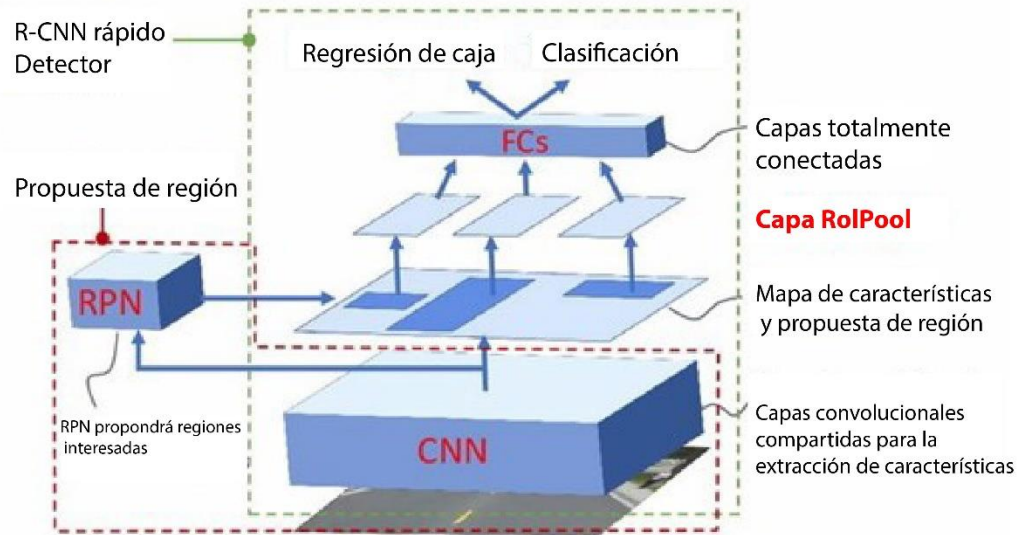 R-CNN rápido
Detector
Regresión de caja
Clasificación
FCs
Capas totalmente
conectadas
Propuesta de región
Capa RolPool
RPN
Mapa de características
y propuesta de región
RPN propondrá regiones
interesadas
CNN
Capas convolucionales
compartidas para la
extracción de características